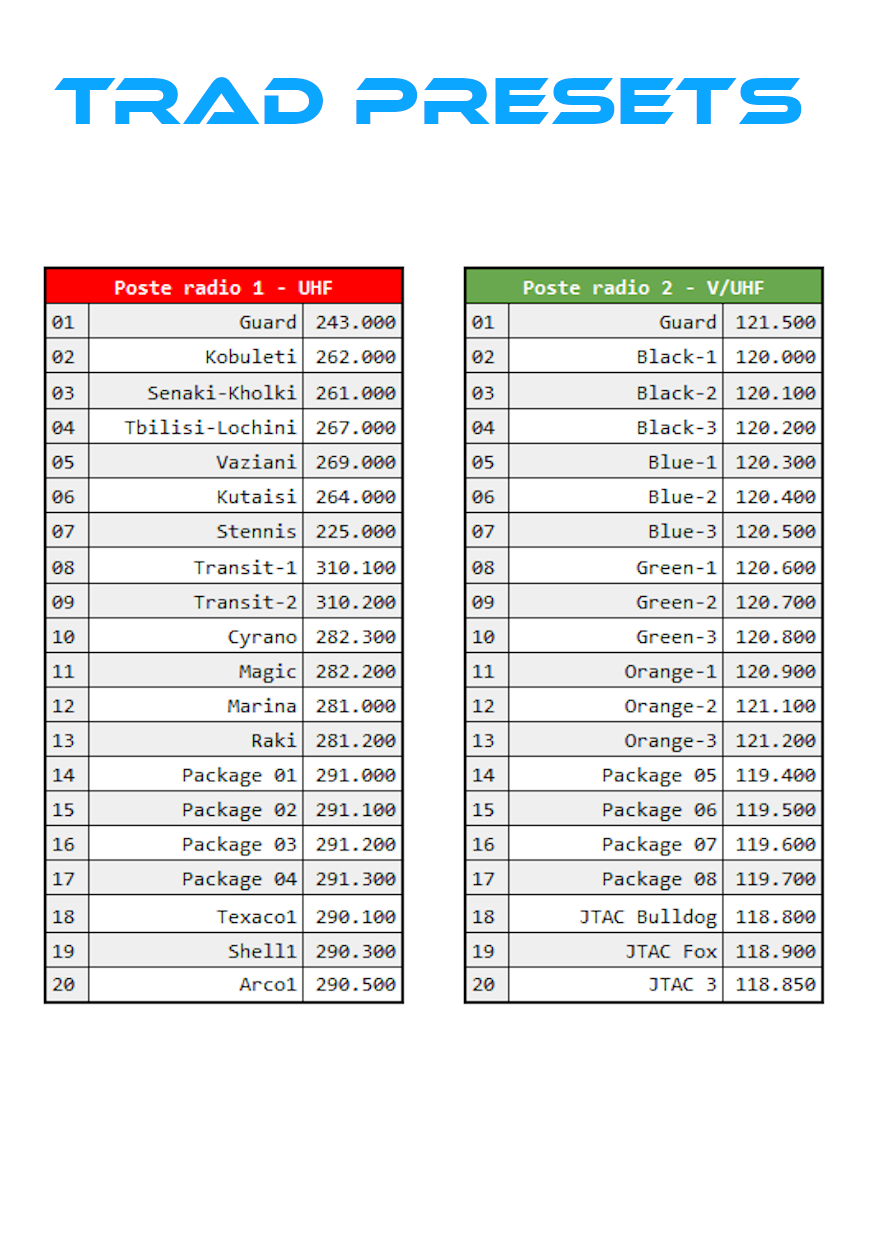 TRAD PRESETS
Poste radio 1 - UHF
01 Guard 243.000
02 Kobuleti 262.000
03 Senaki-Kholki 261.000
04 Tbilisi-Lochini 267.000
05 Vaziani 269.000
06 Kutaisi 264.000
07 Stennis 225.000
08 Transit-1 310.100
09 Transit-2 310.200
10 Cyrano 282.300
11 Magic 282.200
12 Marina 281.000
13 Raki 281.200
14 Package 01 291.000
15 Package 02 291.100
16 Package 03 291.200
17 Package 04 291.300
18 Texaco1 290.100
19 Shell1 290.300
20 Arco1 290.500
Poste radio 2 - V/UHF
01 Guard 121.500
02 Black-1 120.000
03 Black-2 120.100
04 Black-3 120.200
05 Blue-1 120.300
06 Blue-2 120.400
07 Blue-3 120.500
08 Green-1 120.600
09 Green-2 120.700
10 Green-3 120.800
11 Orange-1 120.900
12 Orange-2 121.100
13 Orange-3 121.200
14 Package 05 119.400
15 Package 06 119.500
16 Package 07 119.600
17 Package 08 119.700
18 JTAC Bulldog 118.800
19 JTAC Fox 118.900
20 JTAC 3 118.850